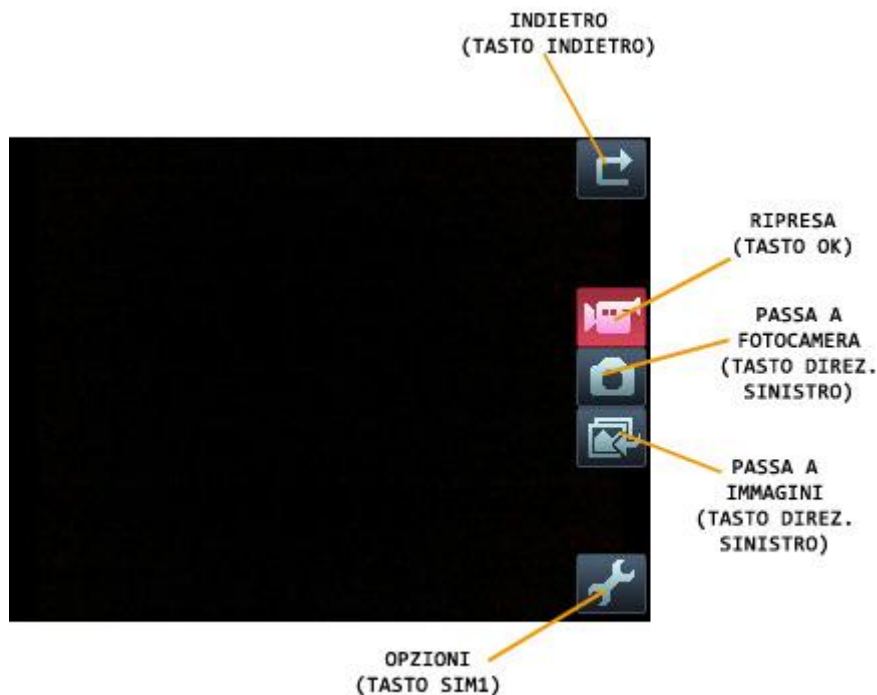 INDIETRO
(TASTO INDIETRO)
RIPRESA
(TASTO OK)
PASSA A
FOTOCAMERA
(TASTO DIREZ.
SINISTRO)
PASSA A
IMMAGINI
(TASTO DIREZ.
SINISTRO)
OPZIONI
(TASTO SIM1)